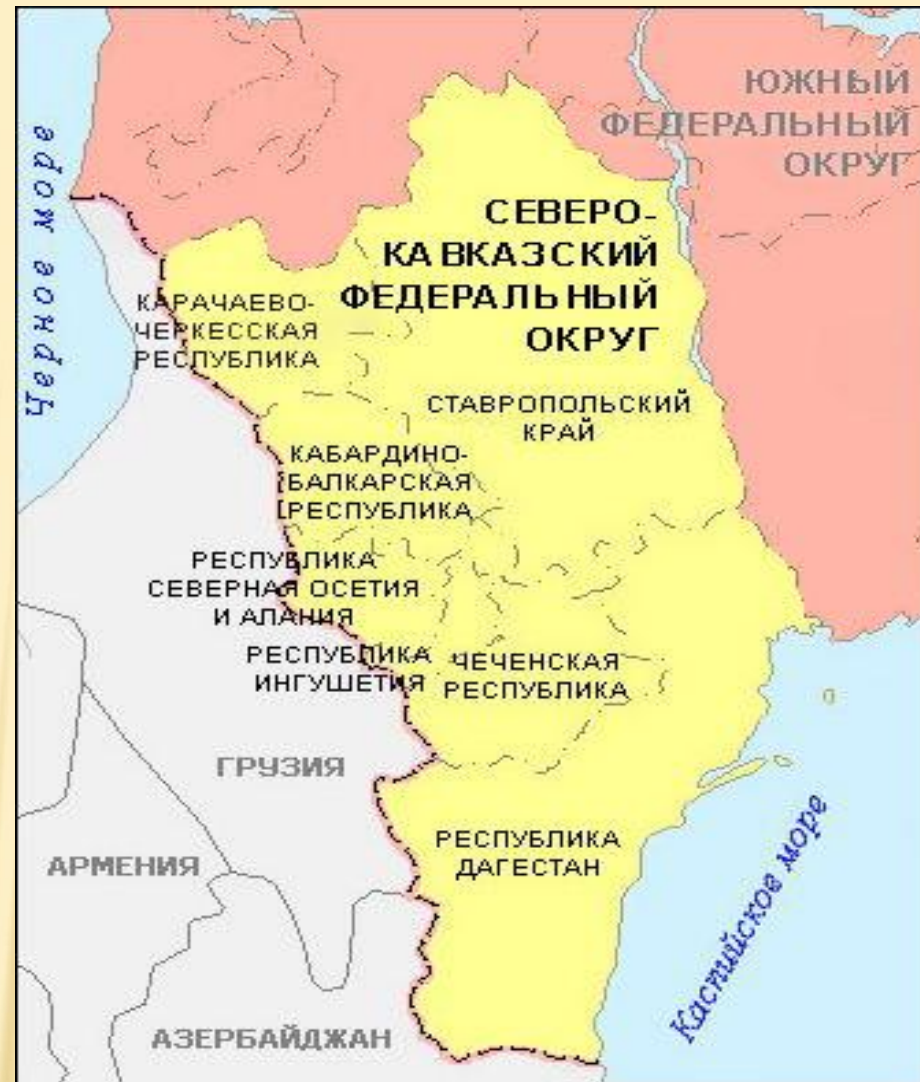 ЮЖНЫЙ
ФЕДЕРАЛЬНЫЙ
ОКРУГ
Черное море
СЕВЕРО-
КАВКАЗСКИЙ
ФЕДЕРАЛЬНЫЙ
ОКРУГ
КАРАЧАЕВО-
ЧЕРКЕССКАЯ
РЕСПУБЛИКА
СТАВРОПОЛЬСКИЙ
КРАЙ
КАБАРДИНО-
БАЛКАРСКАЯ
РЕСПУБЛИКА
РЕСПУБЛИКА
СЕВЕРНАЯ ОСЕТИЯ
И АЛАНИЯ
РЕСПУБЛИКА
ИНГУШЕТИЯ
ЧЕЧЕНСКАЯ
РЕСПУБЛИКА
ГРУЗИЯ
РЕСПУБЛИКА
ДАГЕСТАН
АРМЕНИЯ
Каспийское море
АЗЕРБАЙДЖАН